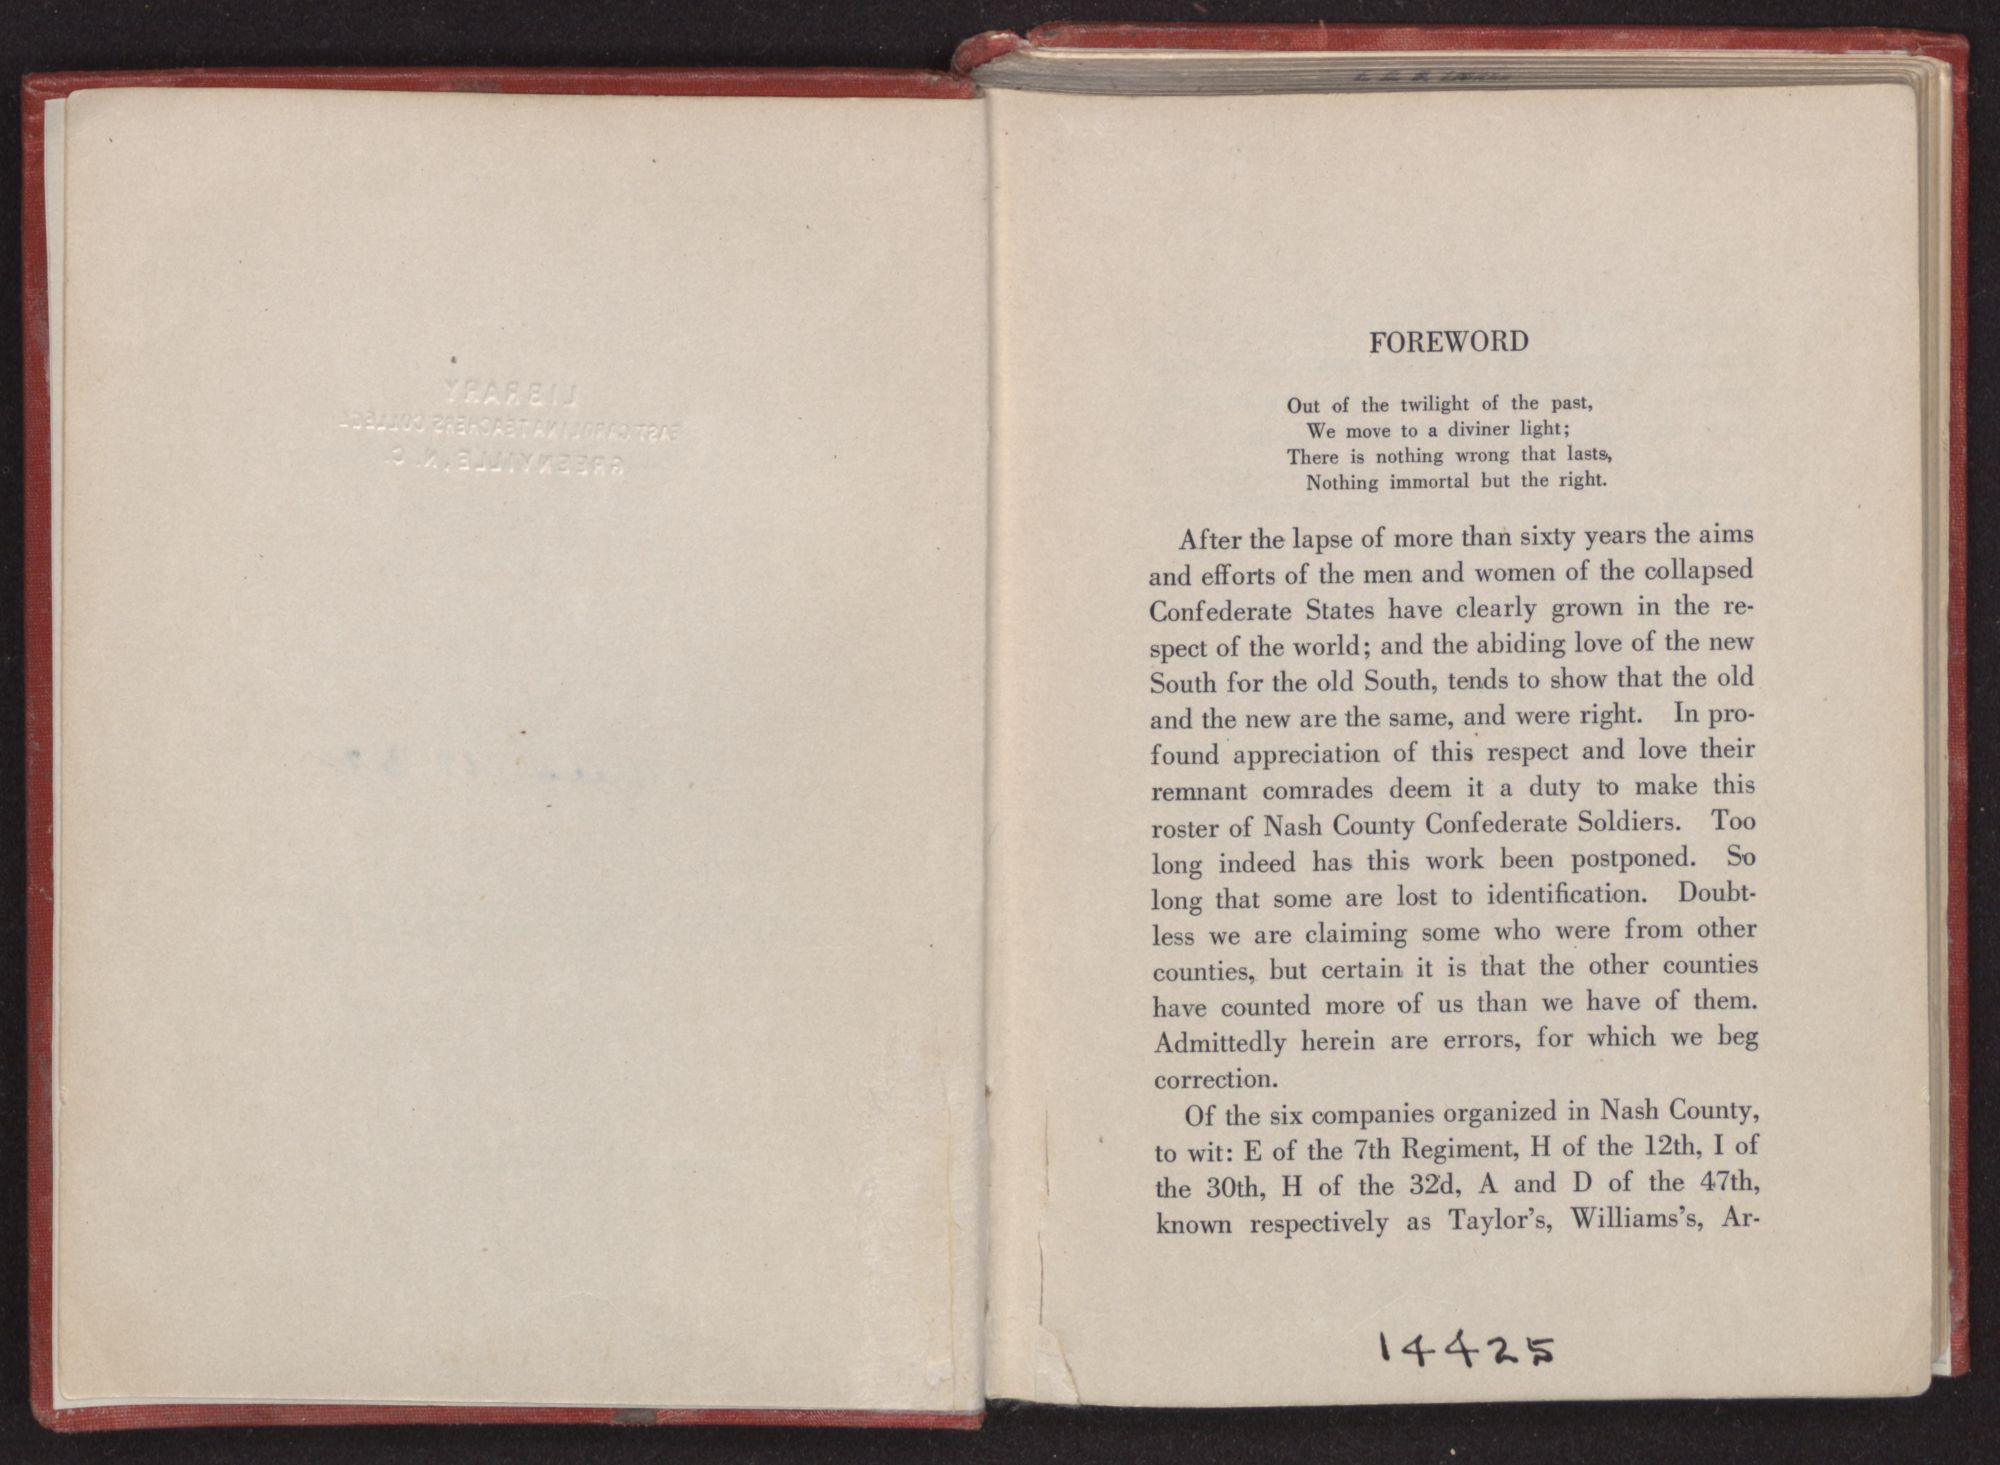 LIBRARY
EAST CAROLINA TEACHERS COLLEGE
GREENVILLE, N. C.
FOREWORD
Out of the twilight of the past,
We move to a diviner light;
There is nothing wrong that lasts,
Nothing immortal but the right.
After the lapse of more than sixty years the aims
and efforts of the men and women of the collapsed
Confederate States have clearly grown in the re-
spect of the world; and the abiding love of the new
South for the old South, tends to show that the old
and the new are the same, and were right. In pro-
found appreciation of this respect and love their
remnant comrades deem it a duty to make this
roster of Nash County Confederate Soldiers. Too
long indeed has this work been postponed. So
long that some are lost to identification. Doubt-
less we are claiming some who were from other
counties, but certain it is that the other counties
have counted more of us than we have of them.
Admittedly herein are errors, for which we beg
correction.
Of the six companies organized in Nash County,
to wit: E of the 7th Regiment, H of the 12th, I of
the 30th, H of the 32d, A and D of the 47th,
known respectively as Taylor's, Williams's, Ar-
14425